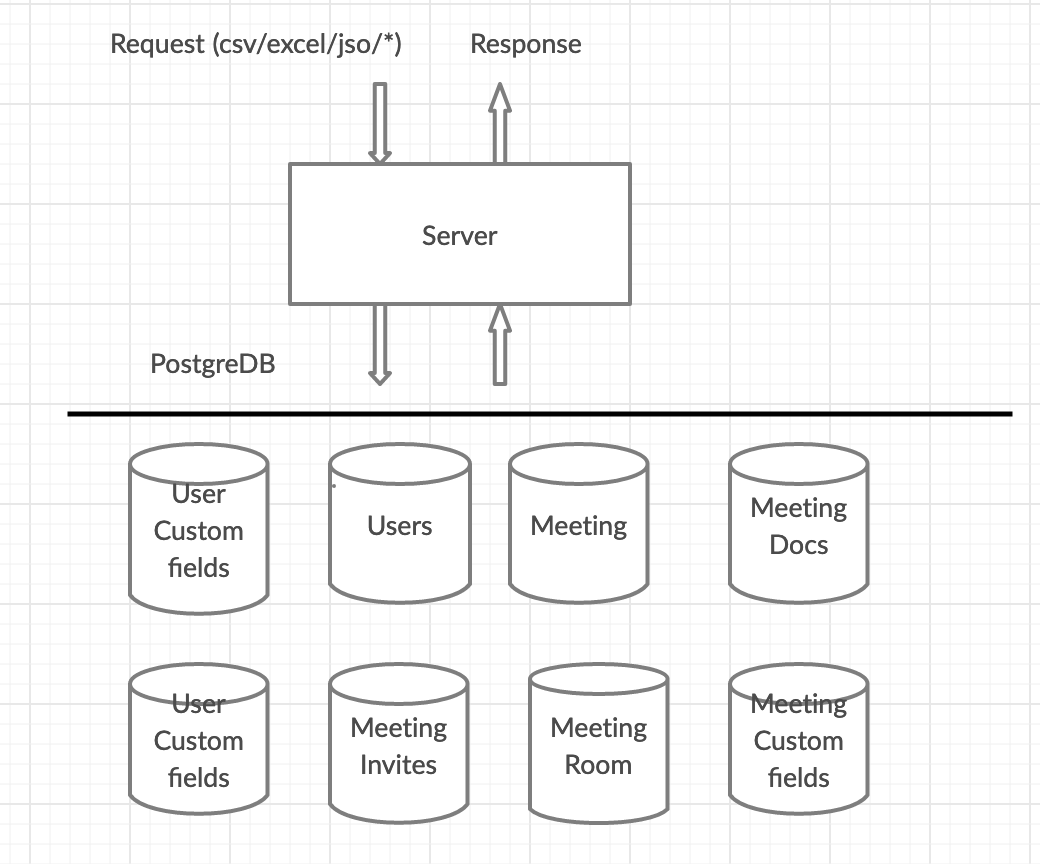 Request (csv/excel/jso/*)
Response
Server
PostgreDB
User
Custom
fields
Users
Meeting
Meeting
Docs
User
Custom
fields
Meeting
Invites
Meeting
Room
Meeting
Custom
fields